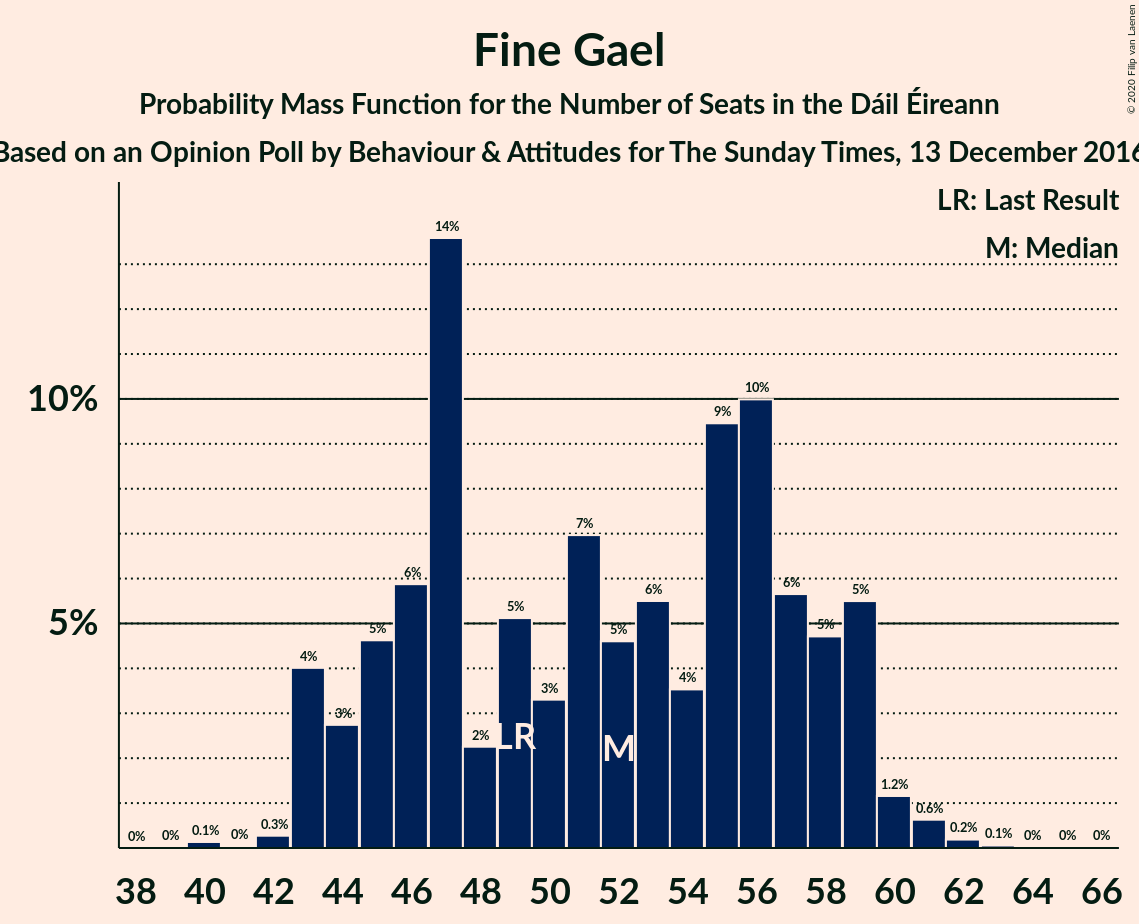 Fine Gael
Probability Mass Function for the Number of Seats in the Dáil Éireann
Based on an Opinion Poll by Behaviour & Attitudes for The Sunday Times, 13 December 2016
© 2020 Filip van Laenen
LR: Last Result
M: Median
10%
5%
0% 0% 0.1% 0% 0.3% 4% 3% 5% 6% 14% 2% 5% 3% 7% 5% 6% 4% 9% 10% 6% 5% 5% 1.2% 0.6% 0.2% 0.1% 0% 0% 0%
LR M
38 40 42 44 46 48 50 52 54 56 58 60 62 64 66